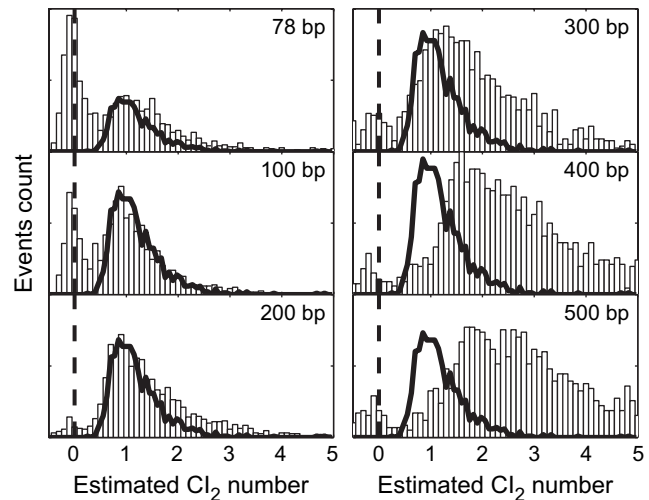 78 bp
300 bp
100 bp
400 bp
200 bp
500 bp
Events count
0 1 2 3 4 5
0 1 2 3 4 5
Estimated CI₂ number
Estimated CI₂ number